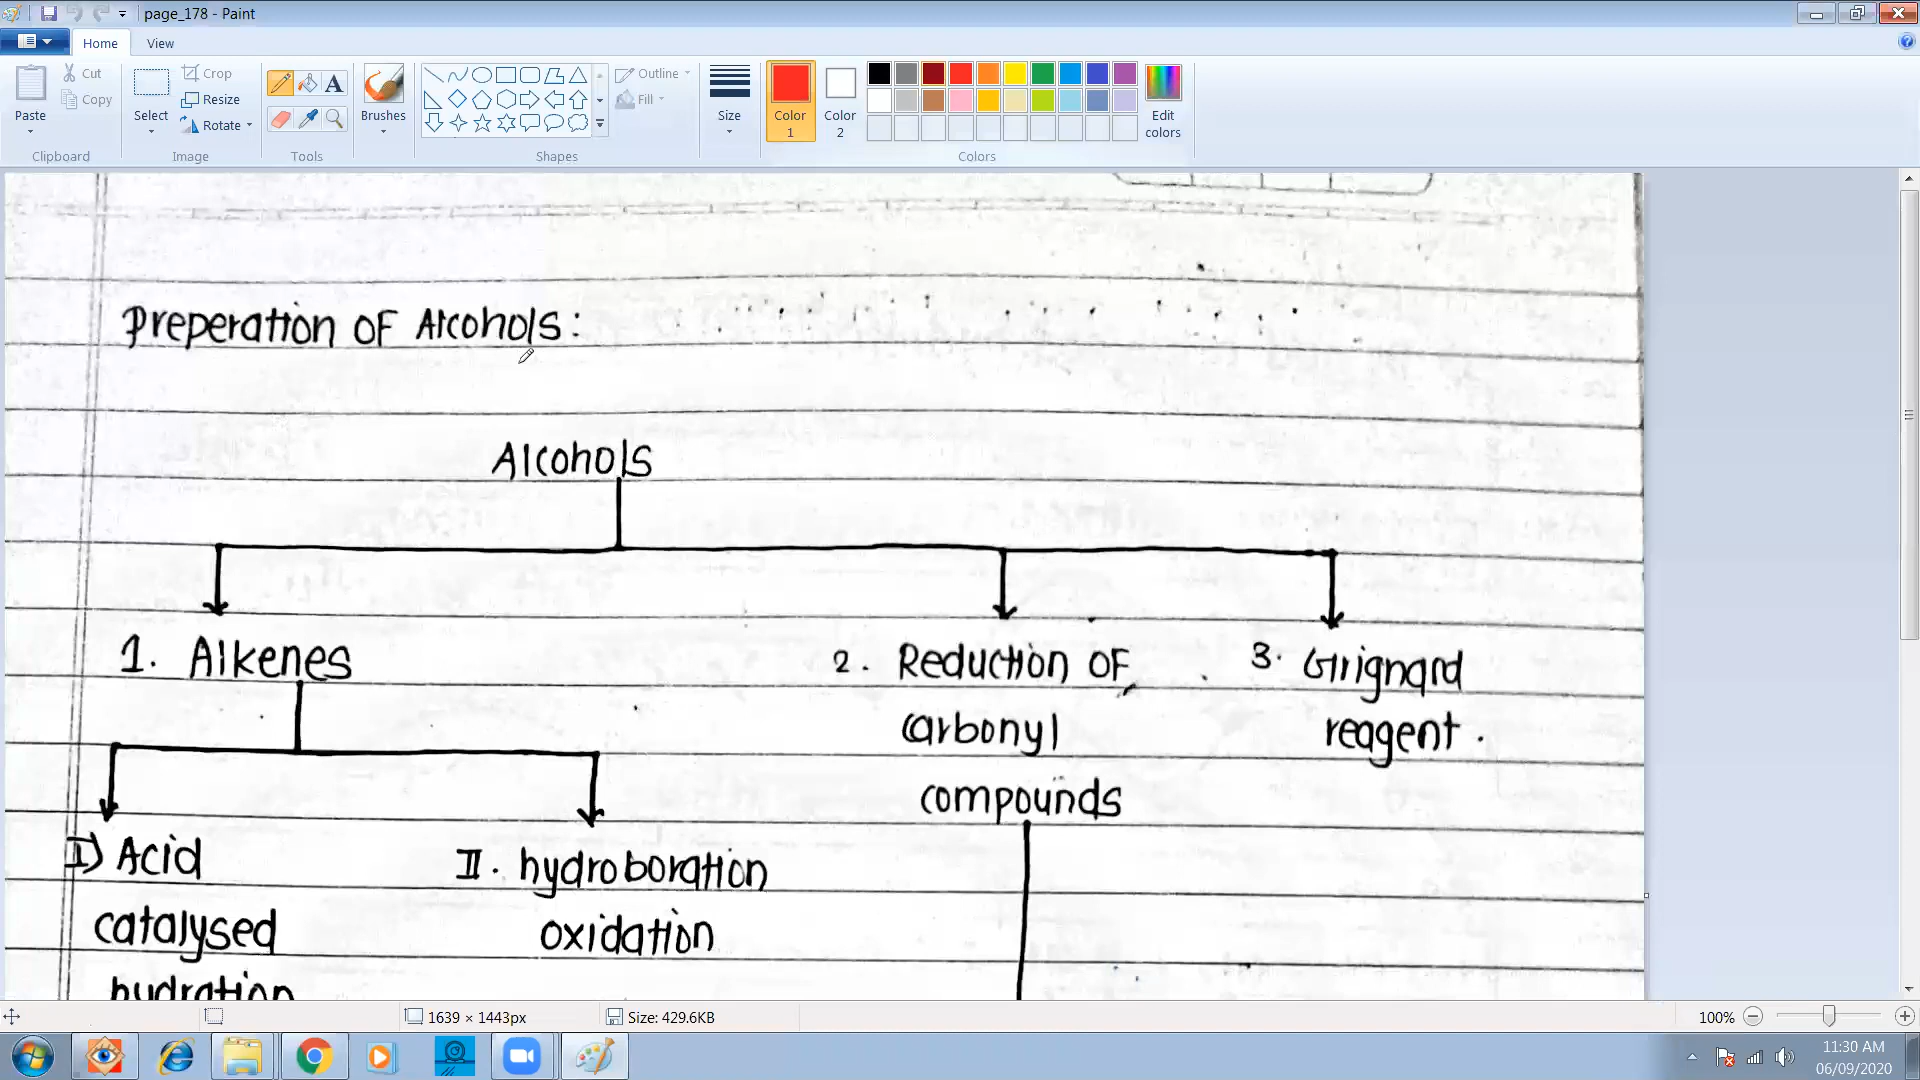 page_178 - Paint
Home View
Cut
Copy
Paste
Clipboard
Crop
Resize
Rotate
Select
Image
Tools
Brushes
Outline
Fill
Shapes
Size
Color 1
Color 2
Edit colors
Colors
Preperation OF Alcohols:
Alcohols
1. Alkenes
2. Reduction OF
carbonyl
compounds
3. Grignard
reagent.
I) Acid
catalysed
hydration
II. hydroboration
oxidation
1639 × 1443px
Size: 429.6KB
100%
11:30 AM
06/09/2020